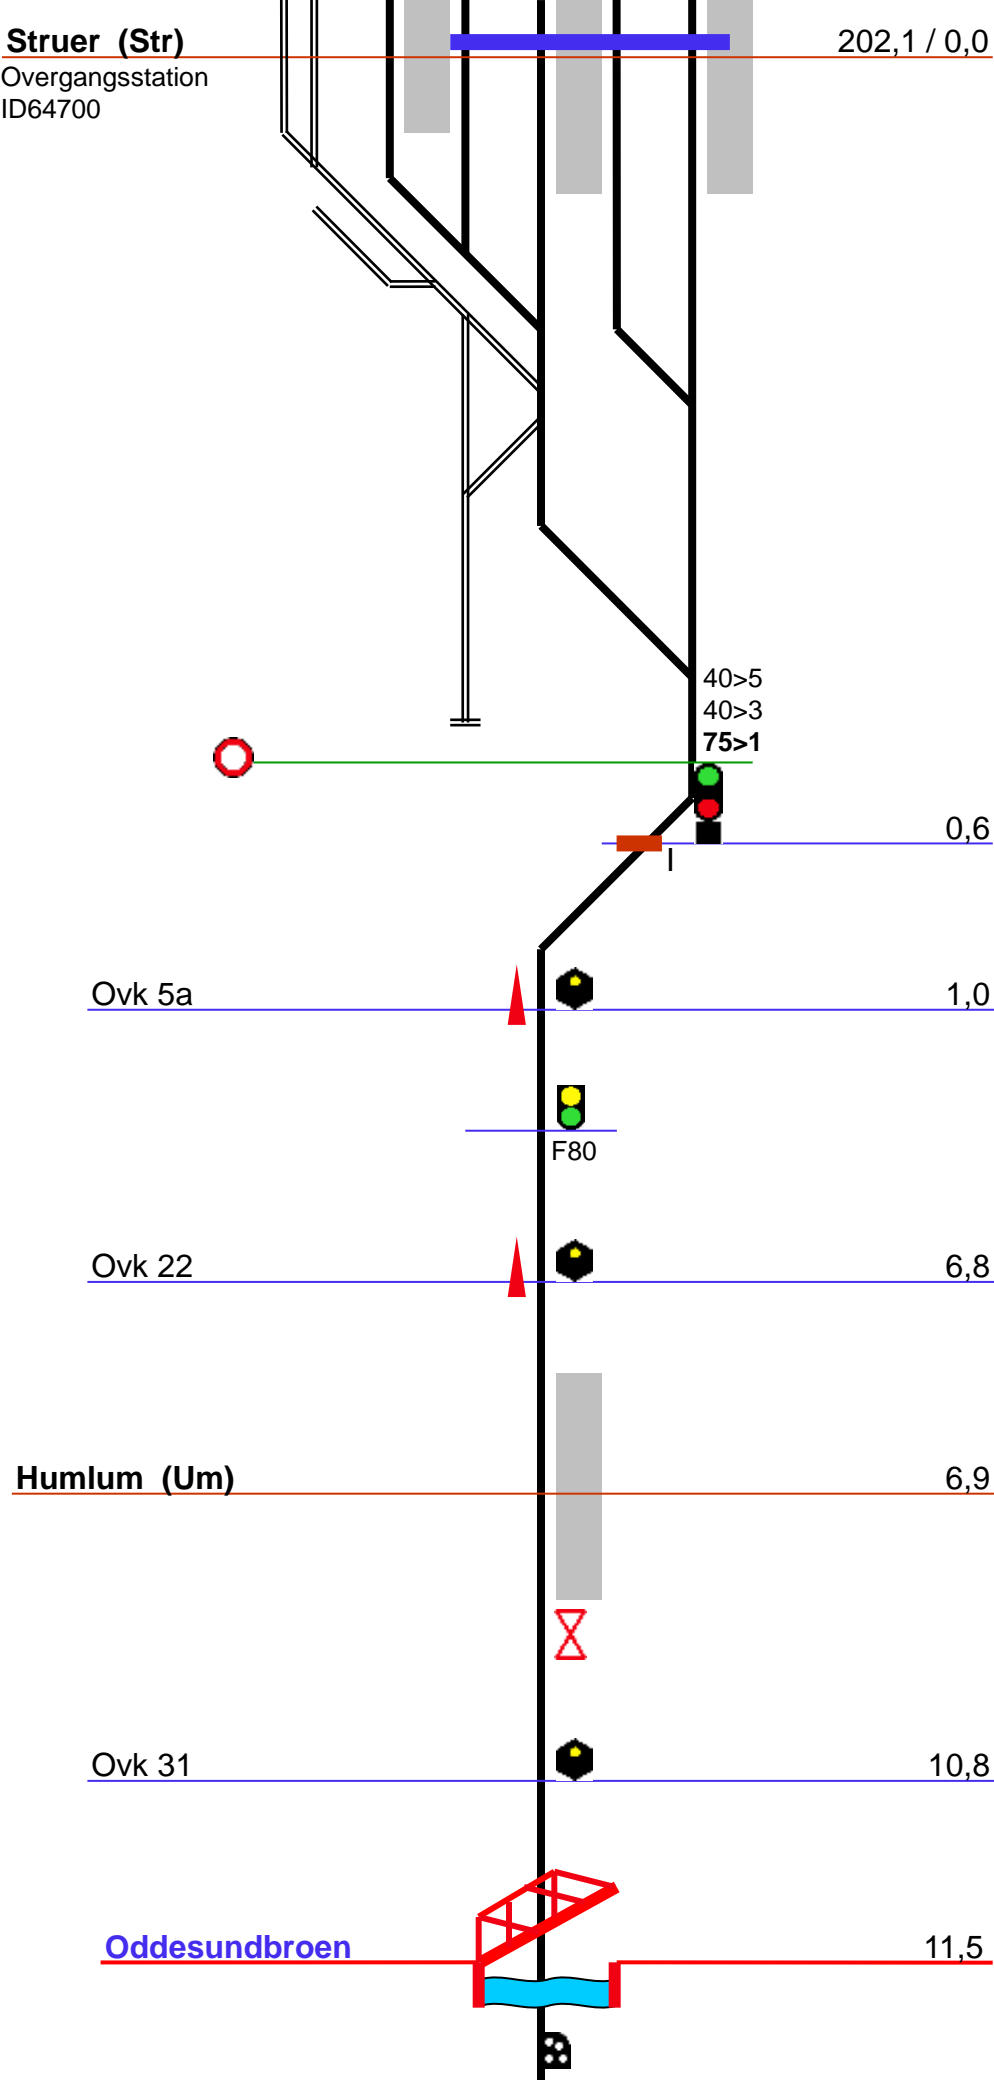 Struer (Str) 202,1 / 0,0
Overgangsstation
ID64700
40>5
40>3
75>1
0,6
I
Ovk 5a 1,0
F80
Ovk 22 6,8
Humlum (Um) 6,9
Ovk 31 10,8
Oddesundbroen 11,5